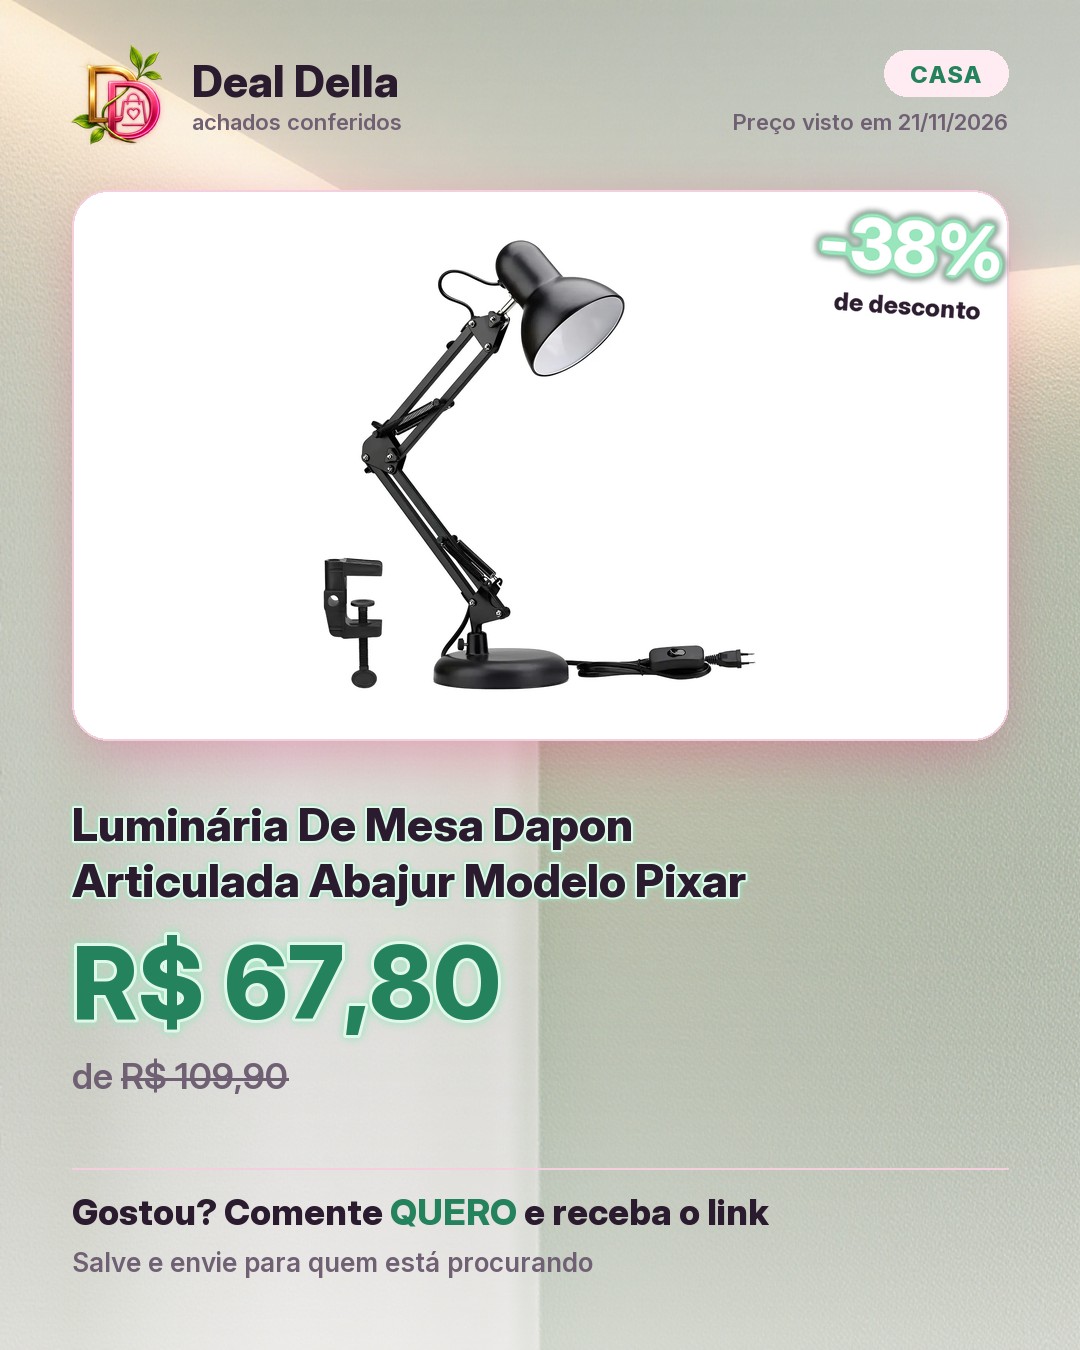 Deal Della
achados conferidos
CASA
Preço visto em 21/11/2026
-38%
de desconto
Luminária De Mesa Dapon
Articulada Abajur Modelo Pixar
R$ 67,80
de R$ 109,90
Gostou? Comente QUERO e receba o link
Salve e envie para quem está procurando